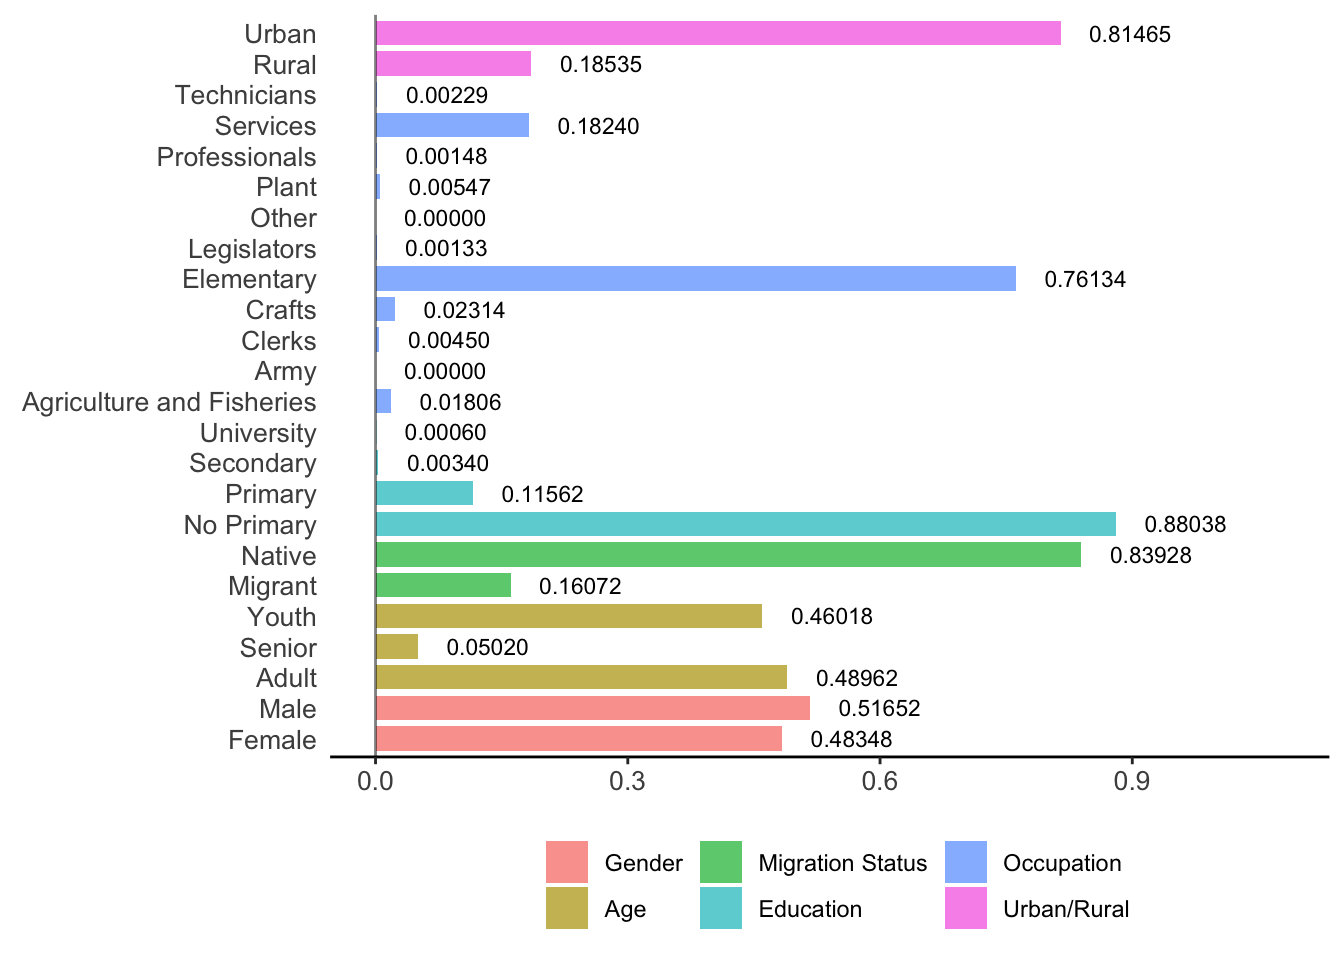 Urban 0.81465
Rural 0.18535
Technicians 0.00229
Services 0.18240
Professionals 0.00148
Plant 0.00547
Other 0.00000
Legislators 0.00133
Elementary 0.76134
Crafts 0.02314
Clerks 0.00450
Army 0.00000
Agriculture and Fisheries 0.01806
University 0.00060
Secondary 0.00340
Primary 0.11562
No Primary 0.88038
Native 0.83928
Migrant 0.16072
Youth 0.46018
Senior 0.05020
Adult 0.48962
Male 0.51652
Female 0.48348
0.0 0.3 0.6 0.9
Gender Migration Status Occupation
Age Education Urban/Rural